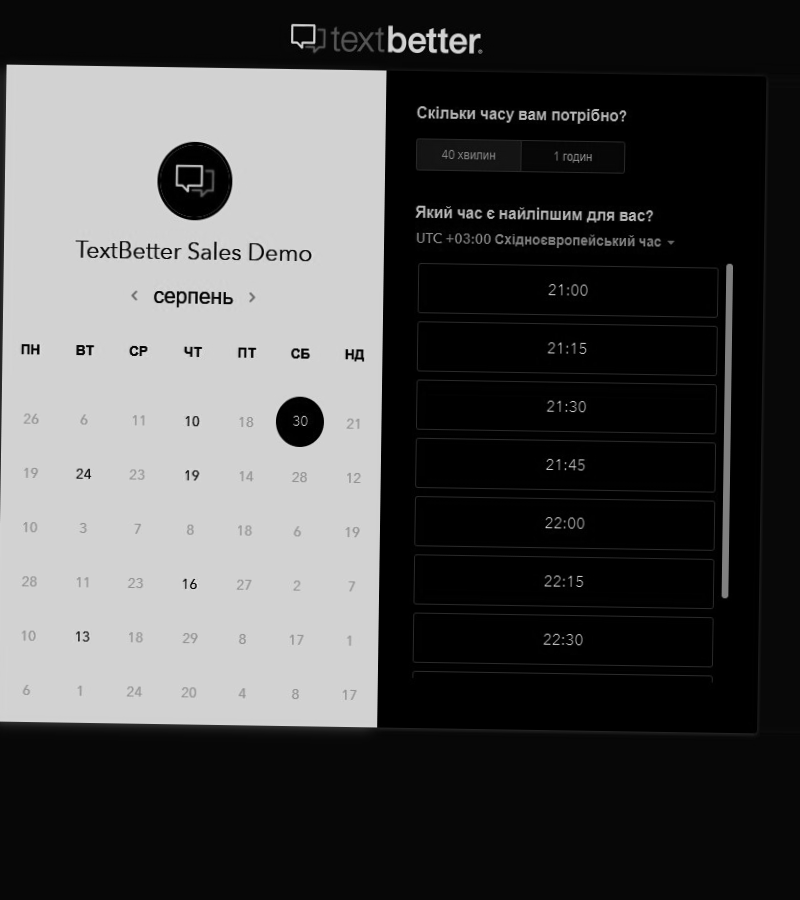 textbetter.
TextBetter Sales Demo
серпень
ПН ВТ СР ЧТ ПТ СБ НД
26 6 11 10 18 30 21
19 24 23 19 14 28 12
10 3 7 8 18 6 19
28 11 23 16 27 2 7
10 13 18 29 8 17 1
6 1 24 20 4 8 17
Скільки часу вам потрібно?
40 хвилин 1 годин
Який час є найліпшим для вас?
UTC +03:00 Східноєвропейський час
21:00
21:15
21:30
21:45
22:00
22:15
22:30